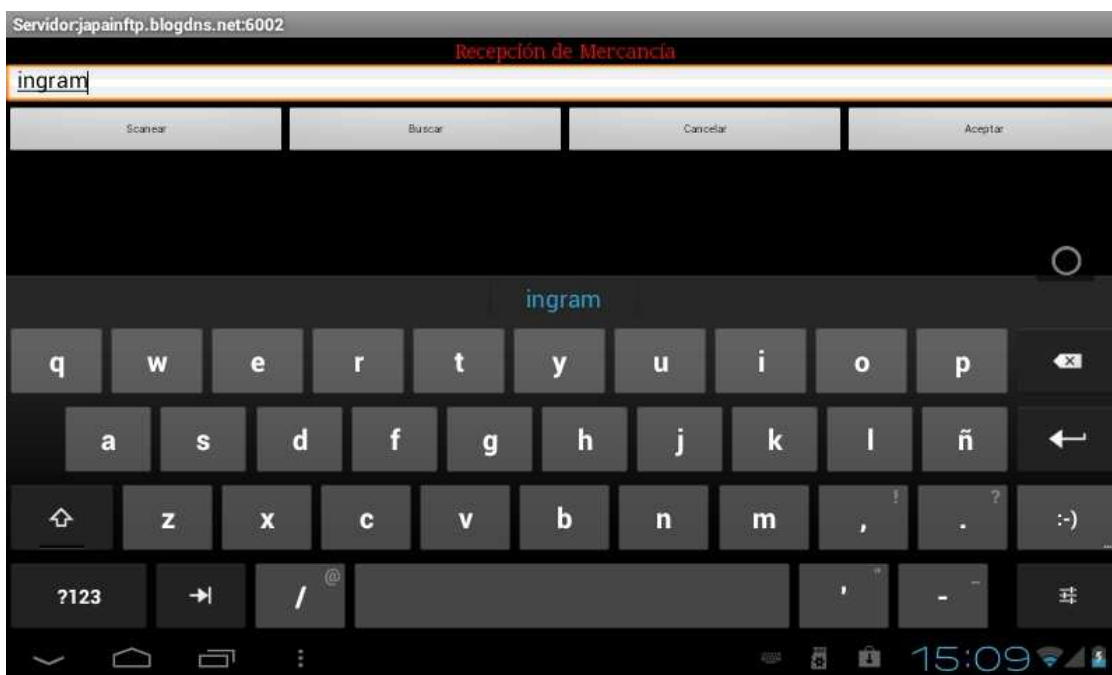 Servidor:japainftp.blogdns.net:6002
Recepción de Mercancía
ingram
Scanear Buscar Cancelar Aceptar
ingram
q w e r t y u i o p
a s d f g h j k l ñ
z x c v b n m , ! . ? :-)
?123 / @ ' " - _
15:09